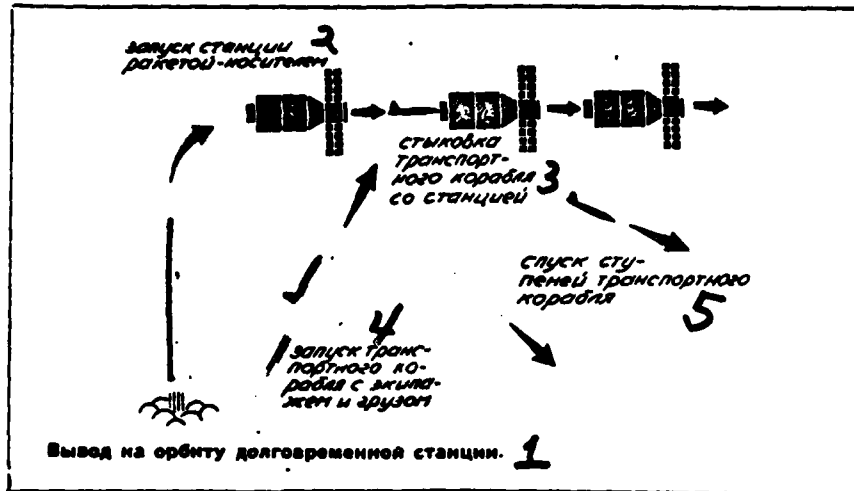 запуск станции 2
ракетой-носителем
стыковка
транспорт-
ного корабля 3
со станцией
спуск сту-
пеней транспортного
корабля 5
4
запуск транс-
портного ко-
рабля с экипа-
жем и грузом
Вывод на орбиту долговременной станции. 1